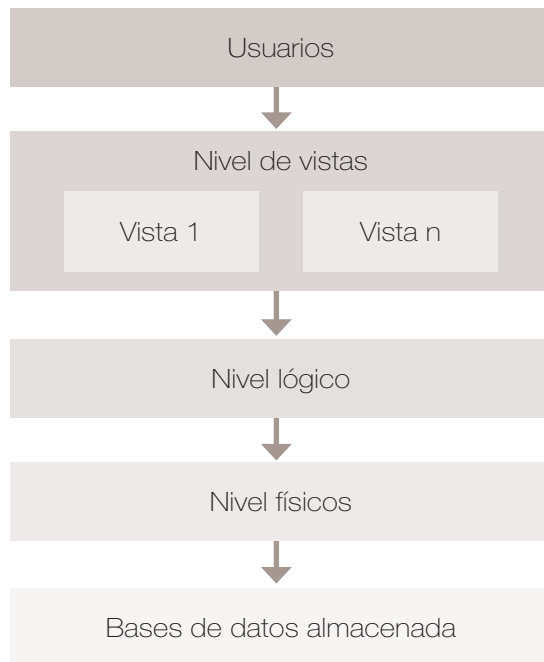 Usuarios
Nivel de vistas
Vista 1
Vista n
Nivel lógico
Nivel físicos
Bases de datos almacenada